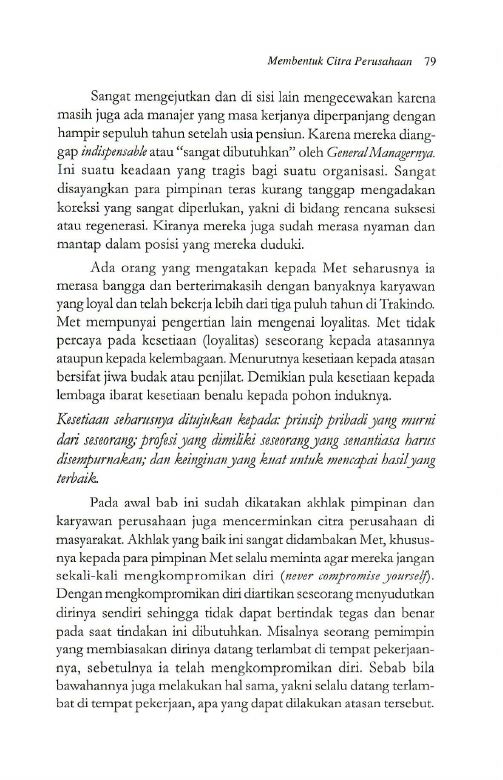 Membentuk Citra Perusahaan 79
Sangat mengejutkan dan di sisi lain mengecewakan karena
masih juga ada manajer yang masa kerjanya diperpanjang dengan
hampir sepuluh tahun setelah usia pensiun. Karena mereka diang-
gap indispensable atau “sangat dibutuhkan” oleh General Managernya.
Ini suatu keadaan yang tragis bagi suatu organisasi. Sangat
disayangkan para pimpinan teras kurang tanggap mengadakan
koreksi yang sangat diperlukan, yakni di bidang rencana suksesi
atau regenerasi. Kiranya mereka juga sudah merasa nyaman dan
mantap dalam posisi yang mereka duduki.
Ada orang yang mengatakan kepada Met seharusnya ia
merasa bangga dan berterimakasih dengan banyaknya karyawan
yang loyal dan telah bekerja lebih dari tiga puluh tahun di Trakindo.
Met mempunyai pengertian lain mengenai loyalitas. Met tidak
percaya pada kesetiaan (loyalitas) seseorang kepada atasannya
ataupun kepada kelembagaan. Menurutnya kesetiaan kepada atasan
bersifat jiwa budak atau penjilat. Demikian pula kesetiaan kepada
lembaga ibarat kesetiaan benalu kepada pohon induknya.
Kesetiaan seharusnya ditujukan kepada: prinsip pribadi yang murni
dari seseorang; profesi yang dimiliki seseorang yang senantiasa harus
disempurnakan; dan keinginan yang kuat untuk mencapai hasil yang
terbaik.
Pada awal bab ini sudah dikatakan akhlak pimpinan dan
karyawan perusahaan juga mencerminkan citra perusahaan di
masyarakat. Akhlak yang baik ini sangat didambakan Met, khusus-
nya kepada para pimpinan Met selalu meminta agar mereka jangan
sekali-kali mengkompromikan diri (never compromise yourself).
Dengan mengkompromikan diri diartikan seseorang menyudutkan
dirinya sendiri sehingga tidak dapat bertindak tegas dan benar
pada saat tindakan ini dibutuhkan. Misalnya seorang pemimpin
yang membiasakan dirinya datang terlambat di tempat pekerjaan-
nya, sebetulnya ia telah mengkompromikan diri. Sebab bila
bawahannya juga melakukan hal sama, yakni selalu datang terlam-
bat di tempat pekerjaan, apa yang dapat dilakukan atasan tersebut.